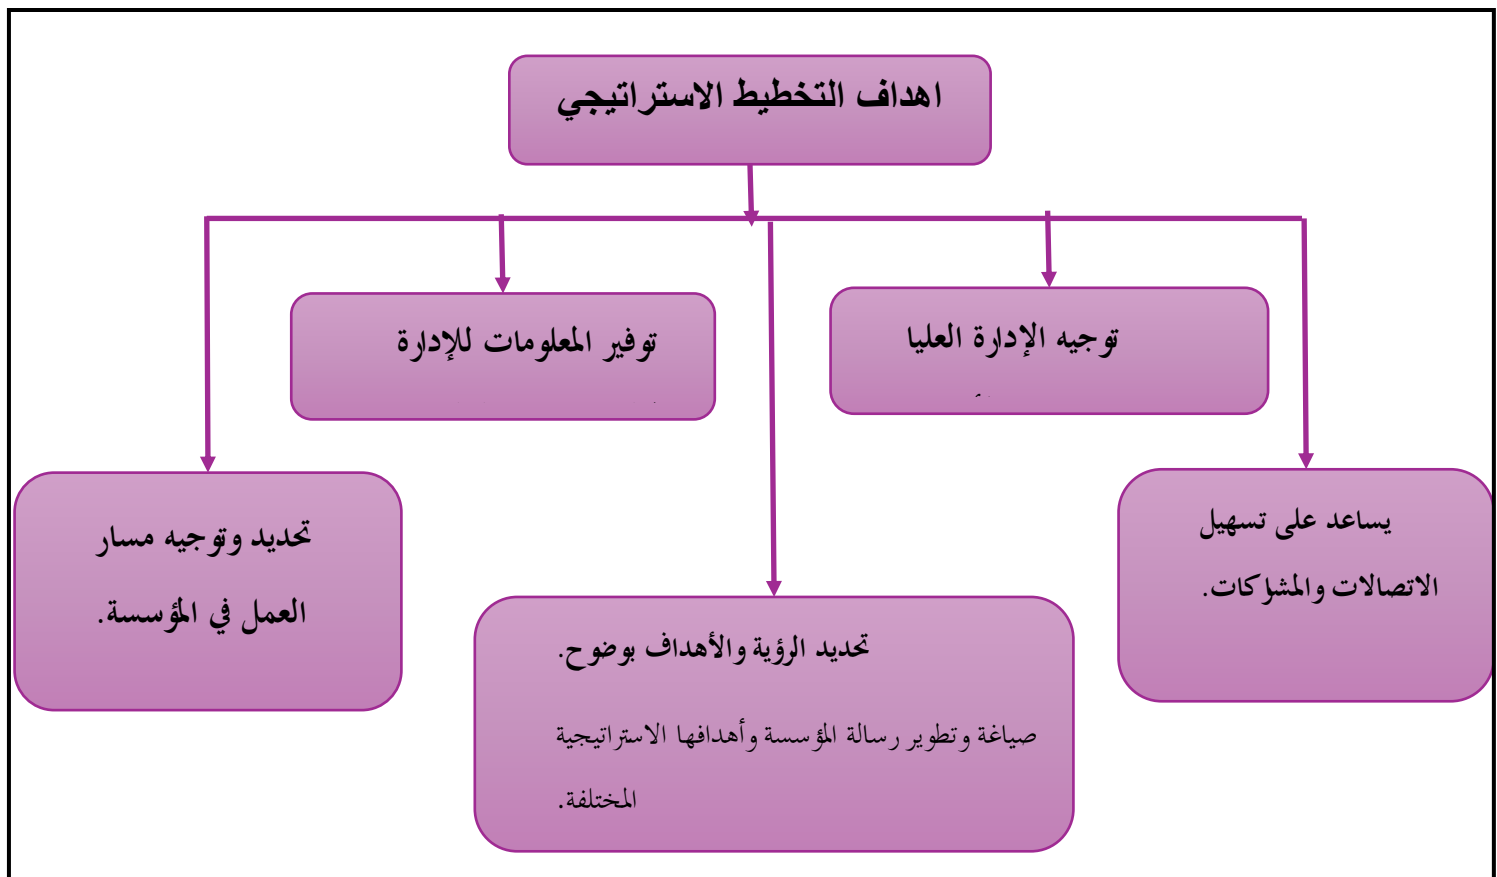 اهداف التخطيط الاستراتيجي
توجيه الإدارة العليا
توفير المعلومات للإدارة
يساعد على تسهيل
الاتصالات والمشاركات.
تحديد وتوجيه مسار
العمل في المؤسسة.
تحديد الرؤية والأهداف بوضوح.
صياغة وتطوير رسالة المؤسسة وأهدافها الاستراتيجية
المختلفة.